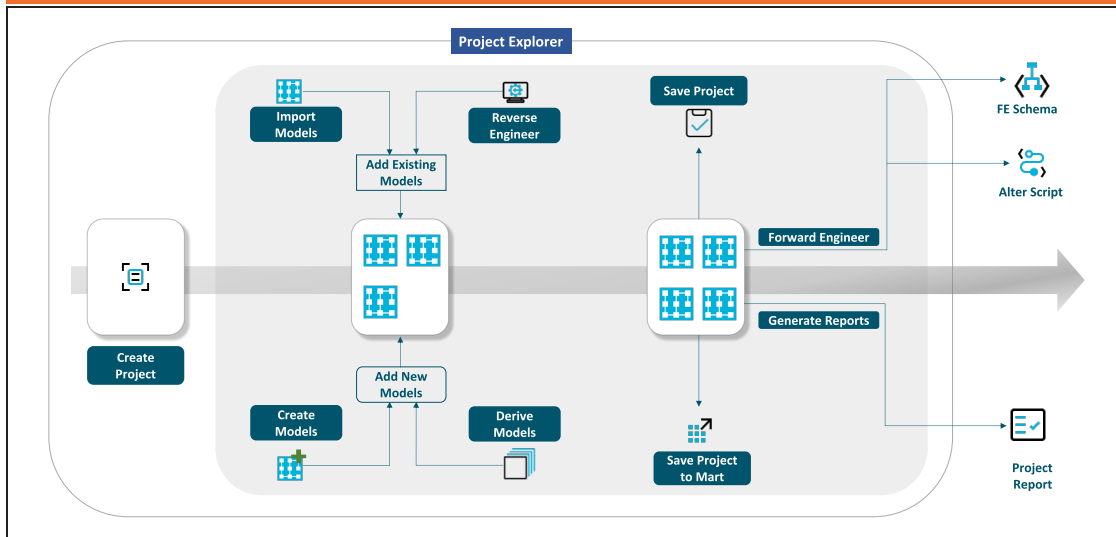 Project Explorer
Import
Models
Reverse
Engineer
Save Project
FE Schema
Add Existing
Models
Alter Script
Forward Engineer
Generate Reports
Create
Project
Add New
Models
Create
Models
Derive
Models
Save Project
to Mart
Project
Report